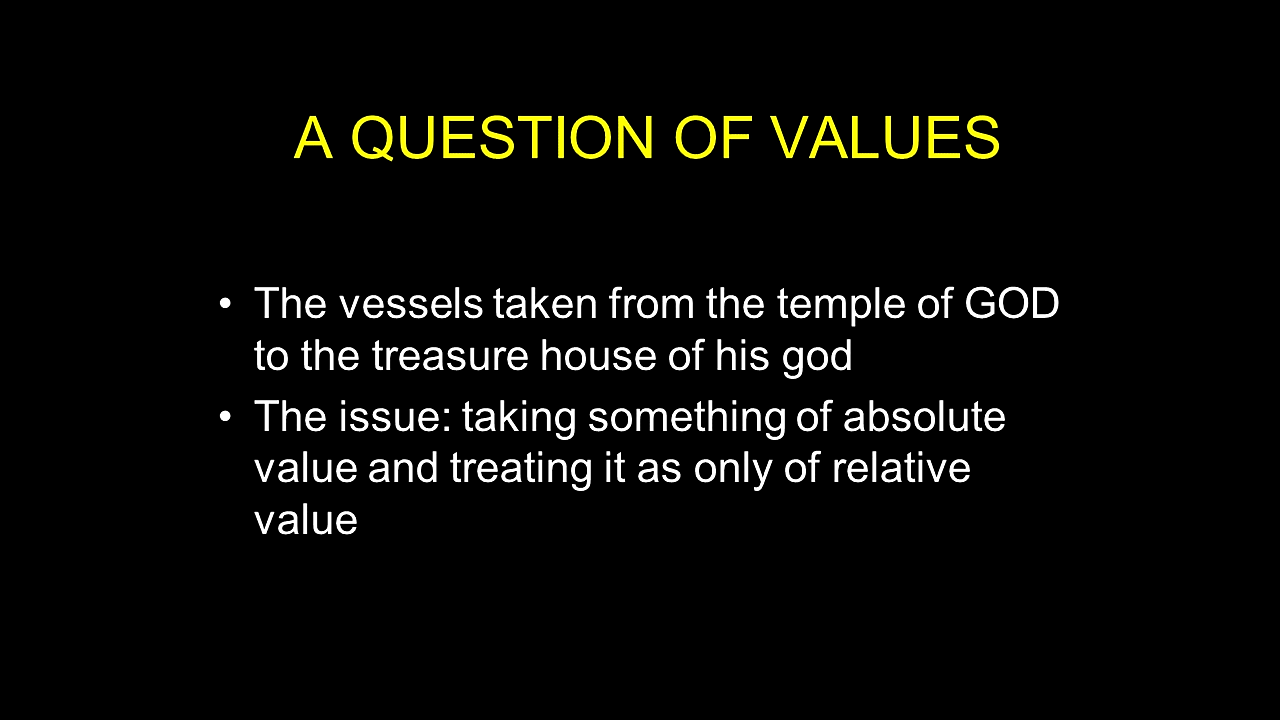 A QUESTION OF VALUES
• The vessels taken from the temple of GOD
to the treasure house of his god
• The issue: taking something of absolute
value and treating it as only of relative
value